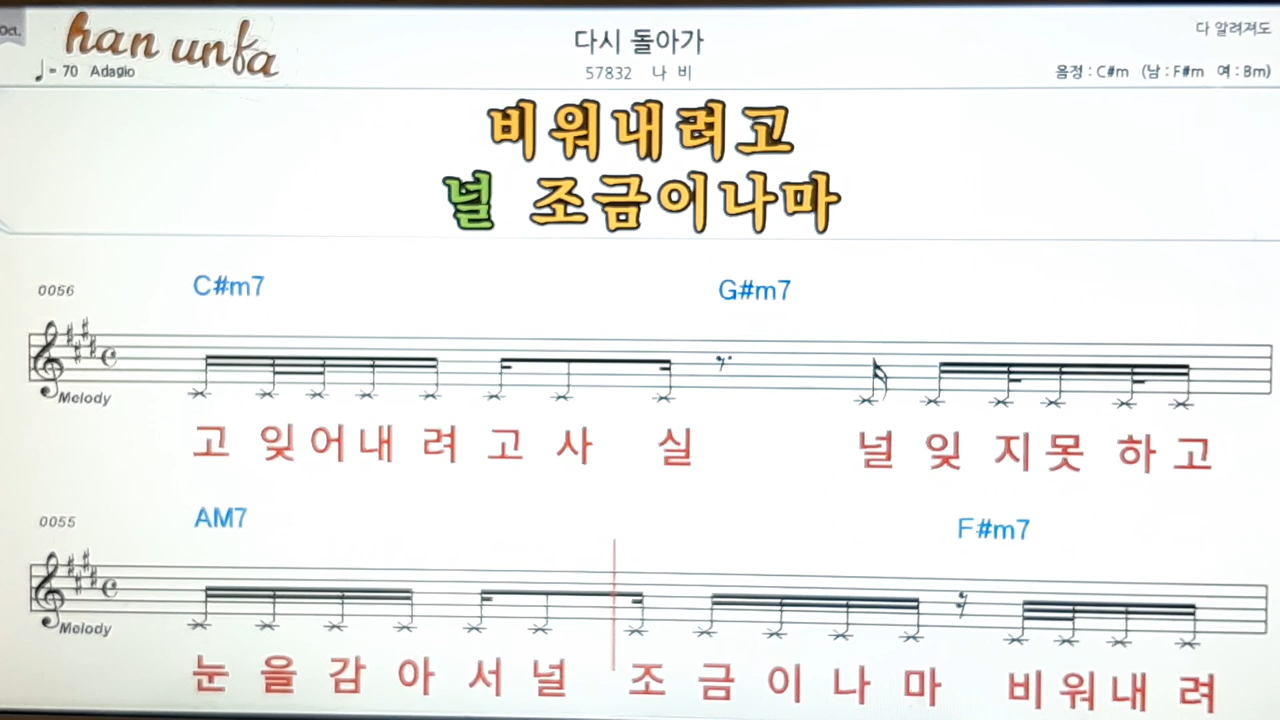 Oct.
han unfa
♩= 70 Adagio
다시 돌아가
57832 나 비
다 알려져도
음정 : C#m (남 : F#m 여 : Bm)
비워내려고
널 조금이나마
0056
C#m7 G#m7
Melody
고 잊어내 려 고 사 실 널 잊 지못 하 고
0055
AM7 F#m7
Melody
눈 을 감 아 서 널 조 금 이 나 마 비워내 려